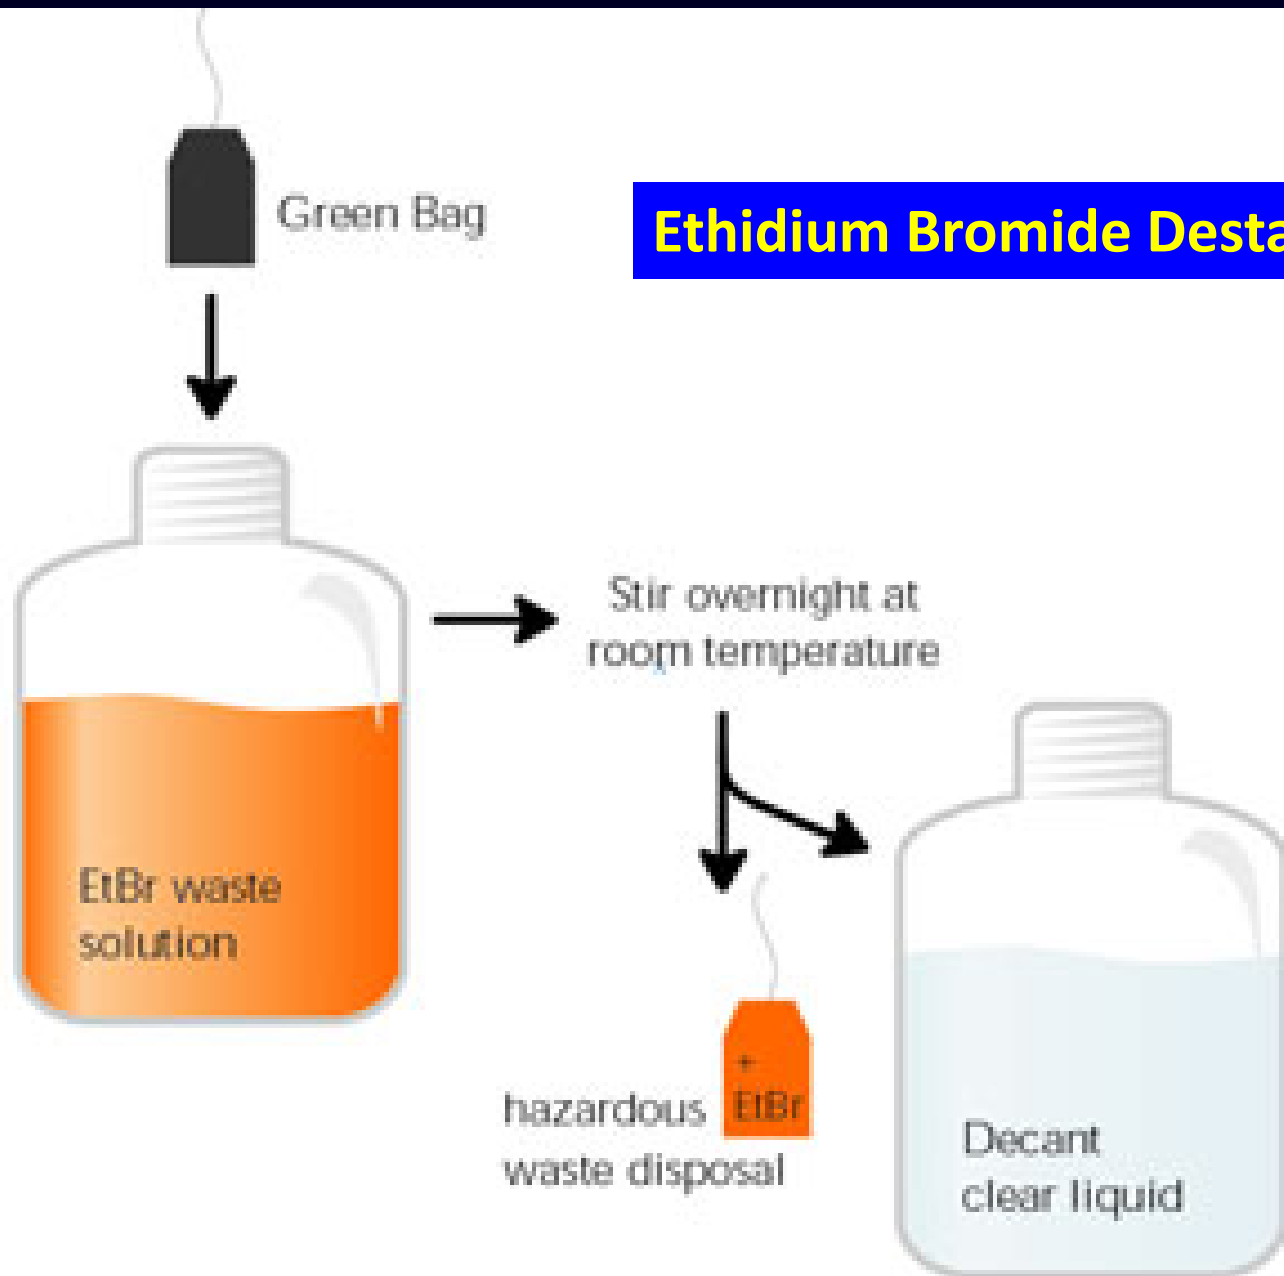 Green Bag
Ethidium Bromide Desta
Stir overnight at
room temperature
EtBr waste
solution
+
EtBr
hazardous
waste disposal
Decant
clear liquid